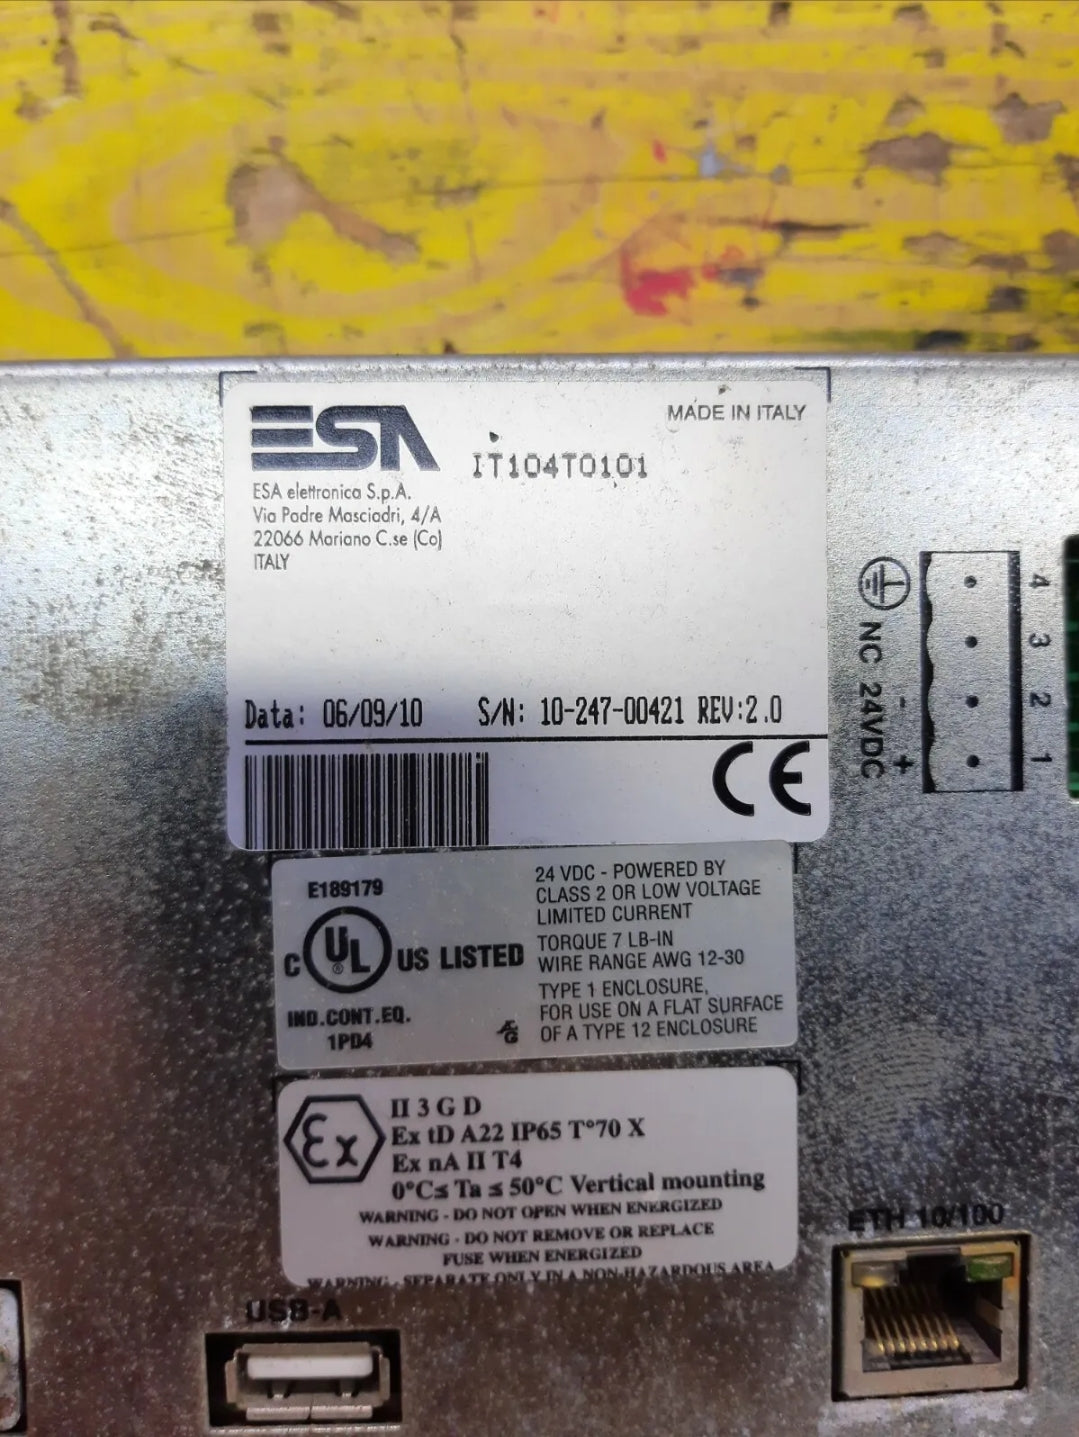 ESA
MADE IN ITALY
IT104T0101
ESA elettronica S.p.A.
Via Padre Masciadri, 4/A
22066 Mariano C.se (Co)
ITALY
Data: 06/09/10 S/N: 10-247-00421 REV:2.0
CE
4
3
2
1
NC 24VDC
- +
E189179
C UL ® US LISTED
IND.CONT.EQ.
1PD4
24 VDC - POWERED BY
CLASS 2 OR LOW VOLTAGE
LIMITED CURRENT
TORQUE 7 LB-IN
WIRE RANGE AWG 12-30
TYPE 1 ENCLOSURE,
FOR USE ON A FLAT SURFACE
OF A TYPE 12 ENCLOSURE
Ex
II 3 G D
Ex tD A22 IP65 T°70 X
Ex nA II T4
0°C≤ Ta ≤ 50°C Vertical mounting
WARNING - DO NOT OPEN WHEN ENERGIZED
WARNING - DO NOT REMOVE OR REPLACE
FUSE WHEN ENERGIZED
WARNING - SEPARATE ONLY IN A NON-HAZARDOUS AREA
ETH 10/100
USB-A